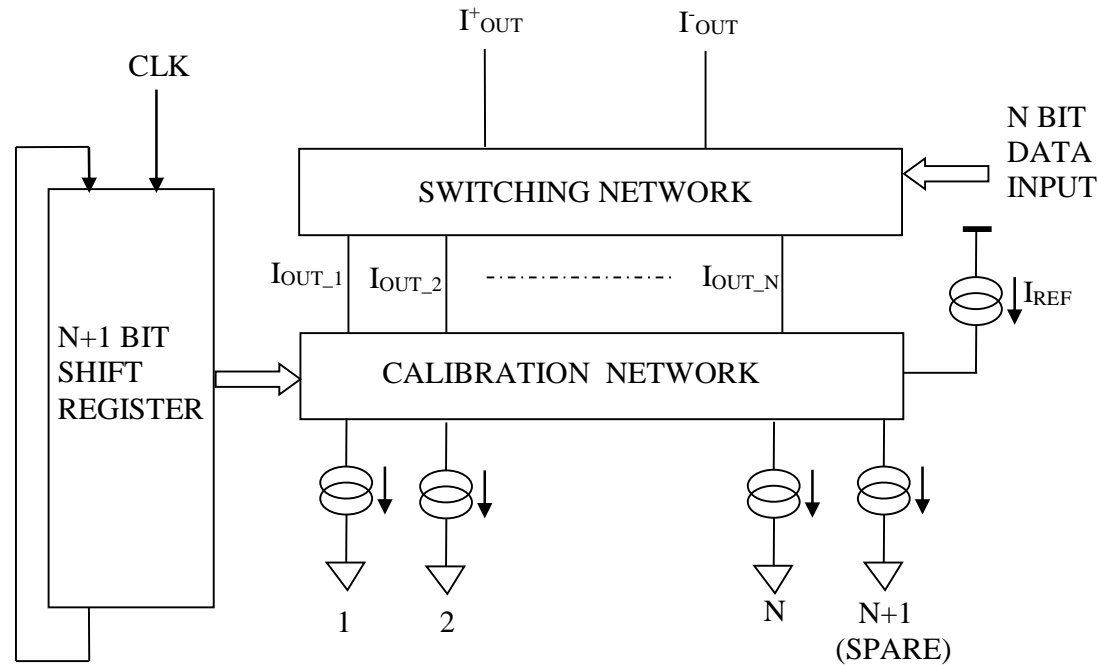 I+OUT
I-OUT
CLK
N BIT
DATA
INPUT
SWITCHING NETWORK
IOUT_1
IOUT_2
IOUT_N
IREF
N+1 BIT
SHIFT
REGISTER
CALIBRATION NETWORK
1
2
N
N+1
(SPARE)